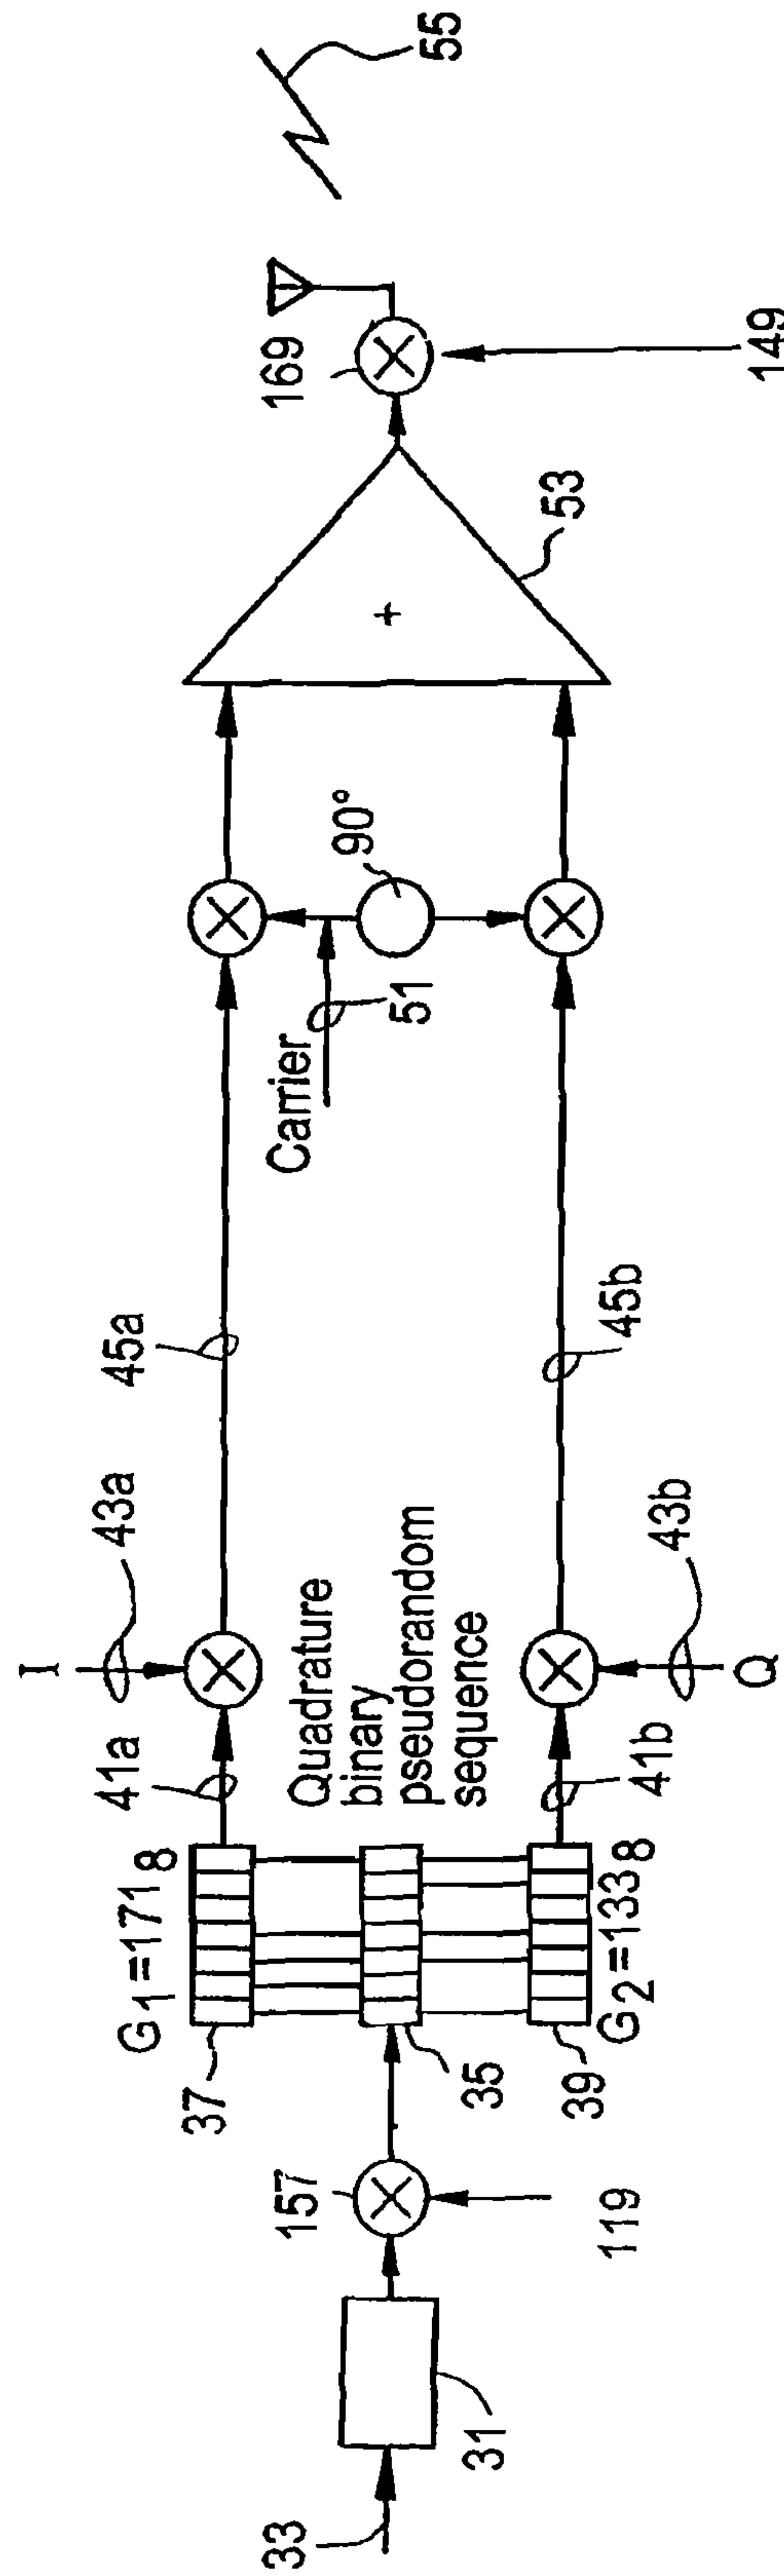 33
31
157
119
37
G1=171 8
35
39
G2=133 8
41a
41b
I
43a
Quadrature
binary
pseudorandom
sequence
Q
43b
45a
45b
Carrier
51
90°
+
53
169
149
55